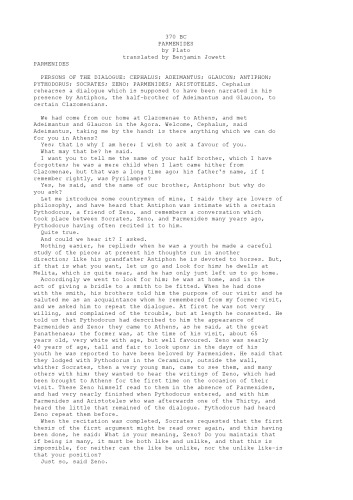 370 BC
PARMENIDES
by Plato
translated by Benjamin Jowett
PARMENIDES
PERSONS OF THE DIALOGUE: CEPHALUS; ADEIMANTUS; GLAUCON; ANTIPHON;
PYTHODORUS; SOCRATES; ZENO; PARMENIDES; ARISTOTELES. Cephalus
rehearses a dialogue which is supposed to have been narrated in his
presence by Antiphon, the half-brother of Adeimantus and Glaucon, to
certain Clazomenians.
We had come from our home at Clazomenae to Athens, and met
Adeimantus and Glaucon in the Agora. Welcome, Cephalus, said
Adeimantus, taking me by the hand; is there anything which we can do
for you in Athens?
Yes; that is why I am here; I wish to ask a favour of you.
What may that be? he said.
I want you to tell me the name of your half brother, which I have
forgotten; he was a mere child when I last came hither from
Clazomenae, but that was a long time ago; his father's name, if I
remember rightly, was Pyrilampes?
Yes, he said, and the name of our brother, Antiphon; but why do
you ask?
Let me introduce some countrymen of mine, I said; they are lovers of
philosophy, and have heard that Antiphon was intimate with a certain
Pythodorus, a friend of Zeno, and remembers a conversation which
took place between Socrates, Zeno, and Parmenides many years ago,
Pythodorus having often recited it to him.
Quite true.
And could we hear it? I asked.
Nothing easier, he replied; when he was a youth he made a careful
study of the piece; at present his thoughts run in another
direction; like his grandfather Antiphon he is devoted to horses. But,
if that is what you want, let us go and look for him; he dwells at
Melita, which is quite near, and he has only just left us to go home.
Accordingly we went to look for him; he was at home, and in the
act of giving a bridle to a smith to be fitted. When he had done
with the smith, his brothers told him the purpose of our visit; and he
saluted me as an acquaintance whom he remembered from my former visit,
and we asked him to repeat the dialogue. At first he was not very
willing, and complained of the trouble, but at length he consented. He
told us that Pythodorus had described to him the appearance of
Parmenides and Zeno; they came to Athens, as he said, at the great
Panathenaea; the former was, at the time of his visit, about 65
years old, very white with age, but well favoured. Zeno was nearly
40 years of age, tall and fair to look upon; in the days of his
youth he was reported to have been beloved by Parmenides. He said that
they lodged with Pythodorus in the Ceramicus, outside the wall,
whither Socrates, then a very young man, came to see them, and many
others with him; they wanted to hear the writings of Zeno, which had
been brought to Athens for the first time on the occasion of their
visit. These Zeno himself read to them in the absence of Parmenides,
and had very nearly finished when Pythodorus entered, and with him
Parmenides and Aristoteles who was afterwards one of the Thirty, and
heard the little that remained of the dialogue. Pythodorus had heard
Zeno repeat them before.
When the recitation was completed, Socrates requested that the first
thesis of the first argument might be read over again, and this having
been done, he said: What is your meaning, Zeno? Do you maintain that
if being is many, it must be both like and unlike, and that this is
impossible, for neither can the like be unlike, nor the unlike like-is
that your position?
Just so, said Zeno.